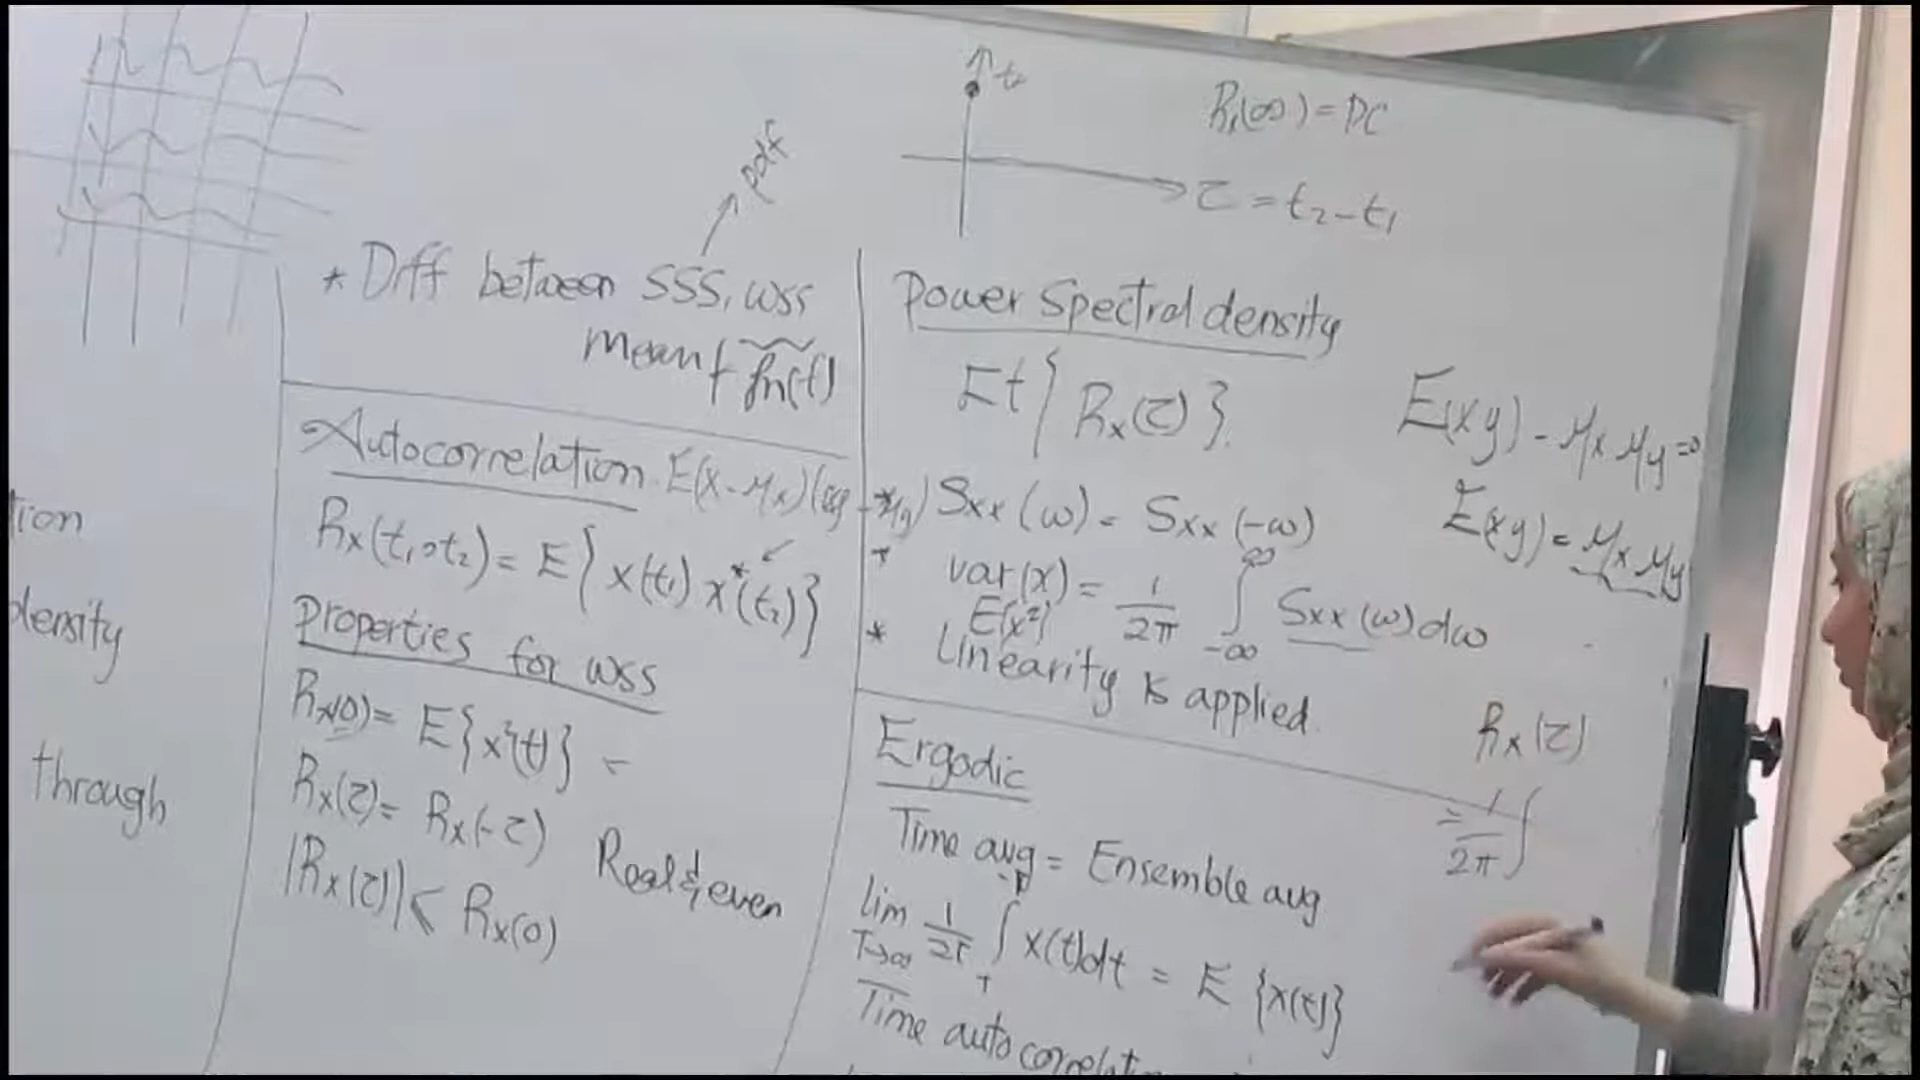 tion
density
through
* Diff between SSS, wss
pdf
mean ≠ fn(t)
Autocorrelation. E(x-μx)(y-μy)
Rx(t1,t2) = E{x(t1) x*(t2)}
Properties for wss
Rx(0) = E{x²(t)} =
Rx(τ) = Rx(-τ) Real & even
|Rx(τ)| ≤ Rx(0)
R(∞) = DC
τ = t2-t1
Power Spectral density
Ft{Rx(τ)}.
* Sxx(ω) = Sxx(-ω)
* var(x) = 1/2π ∫-∞ ∞ Sxx(ω)dω
E(x²)
* Linearity is applied.
E(xy) - μx μy = 0
E(xy) = μx μy
Rx(τ)
= 1/2π ∫
Ergodic
Time avg = Ensemble avg
lim T→∞ 1/2T ∫ x(t)dt = E {x(t)}
Time auto